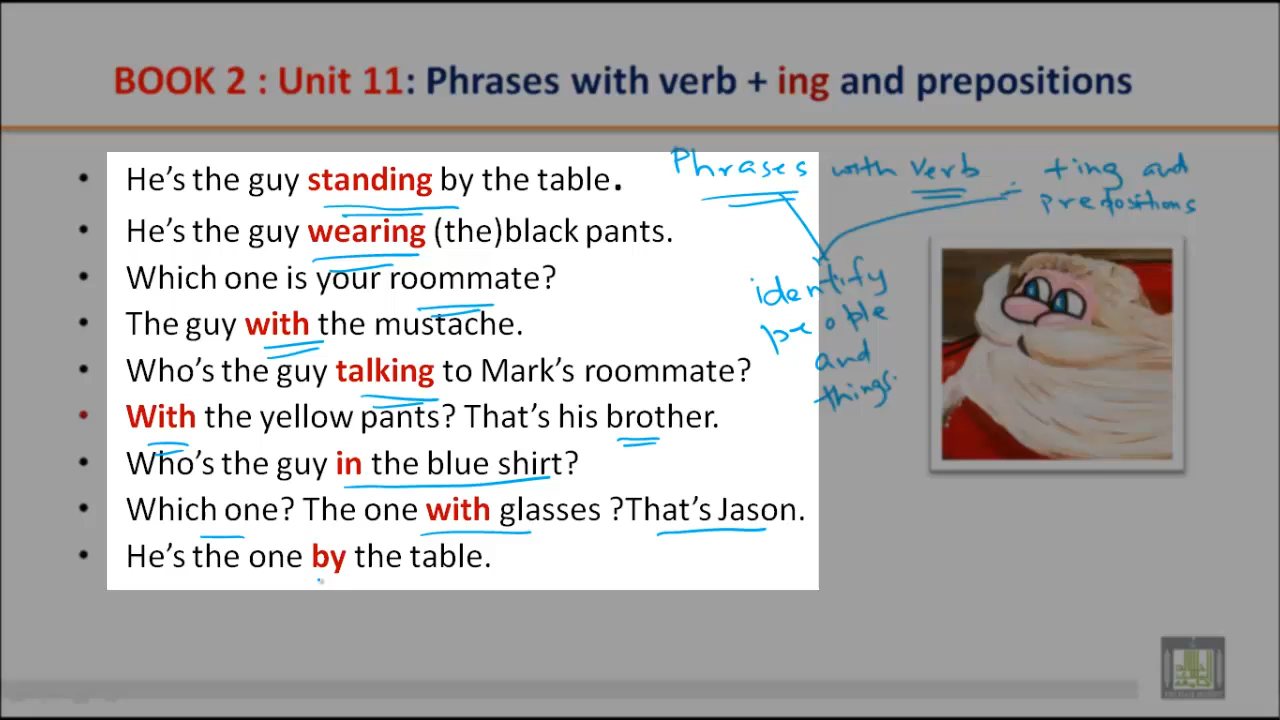 BOOK 2 : Unit 11: Phrases with verb + ing and prepositions
• He's the guy standing by the table.
• He's the guy wearing (the)black pants.
• Which one is your roommate?
• The guy with the mustache.
• Who's the guy talking to Mark's roommate?
• With the yellow pants? That's his brother.
• Who's the guy in the blue shirt?
• Which one? The one with glasses ?That's Jason.
• He's the one by the table.
Phrases with verb +ing and
prepositions
identify
people
and
things.